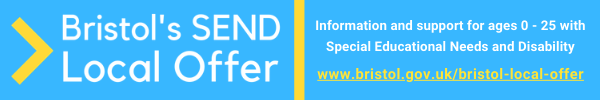 Bristol's SEND
Local Offer
Information and support for ages 0 - 25 with
Special Educational Needs and Disability
www.bristol.gov.uk/bristol-local-offer